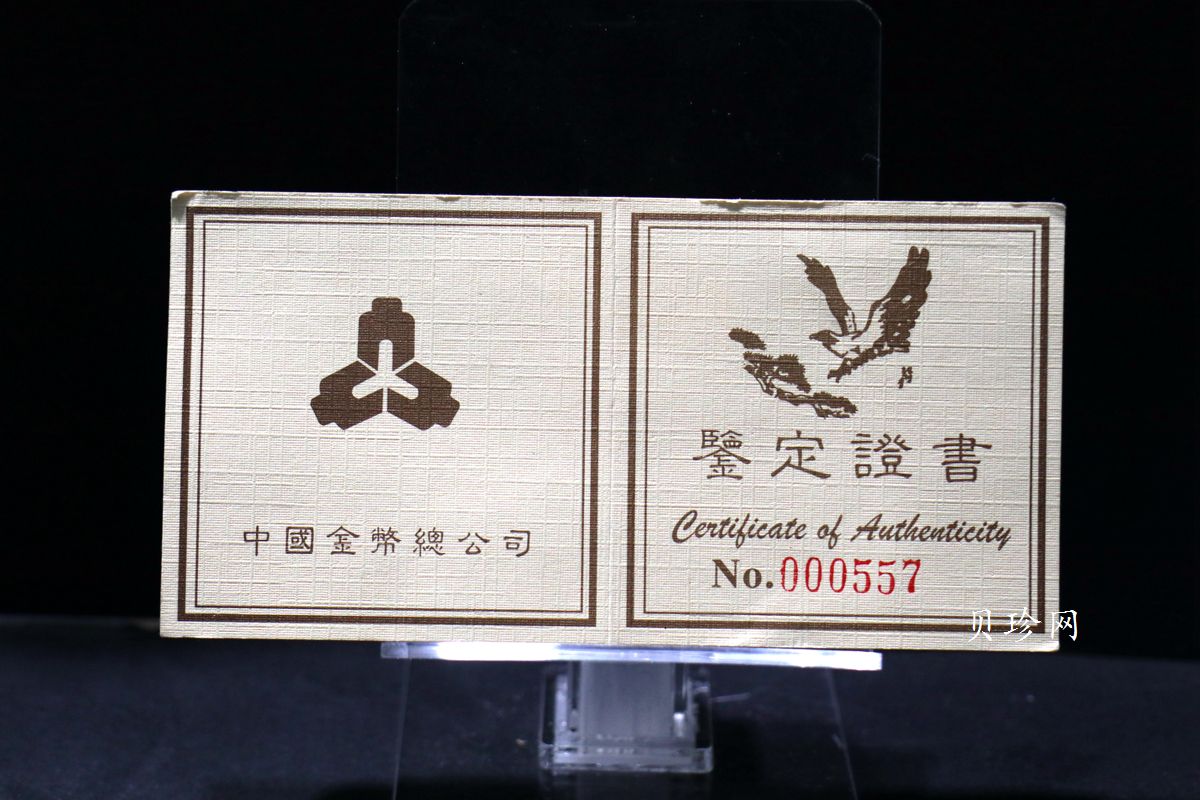 中國金幣總公司
鑒定證書
Certificate of Authenticity
No.000557
贝珍网